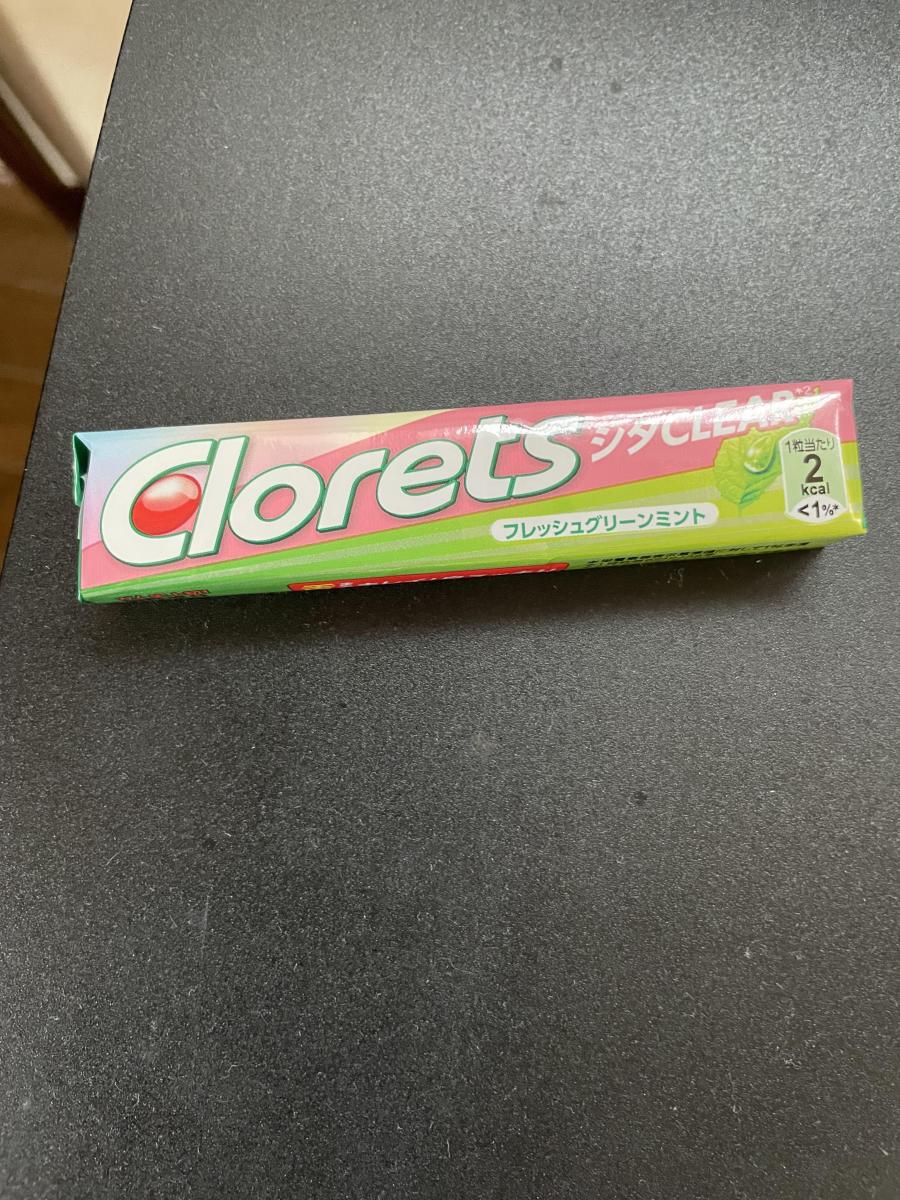 Clorets
シタCLEAR*2
フレッシュグリーンミント
1粒当たり
2
kcal
<1%*